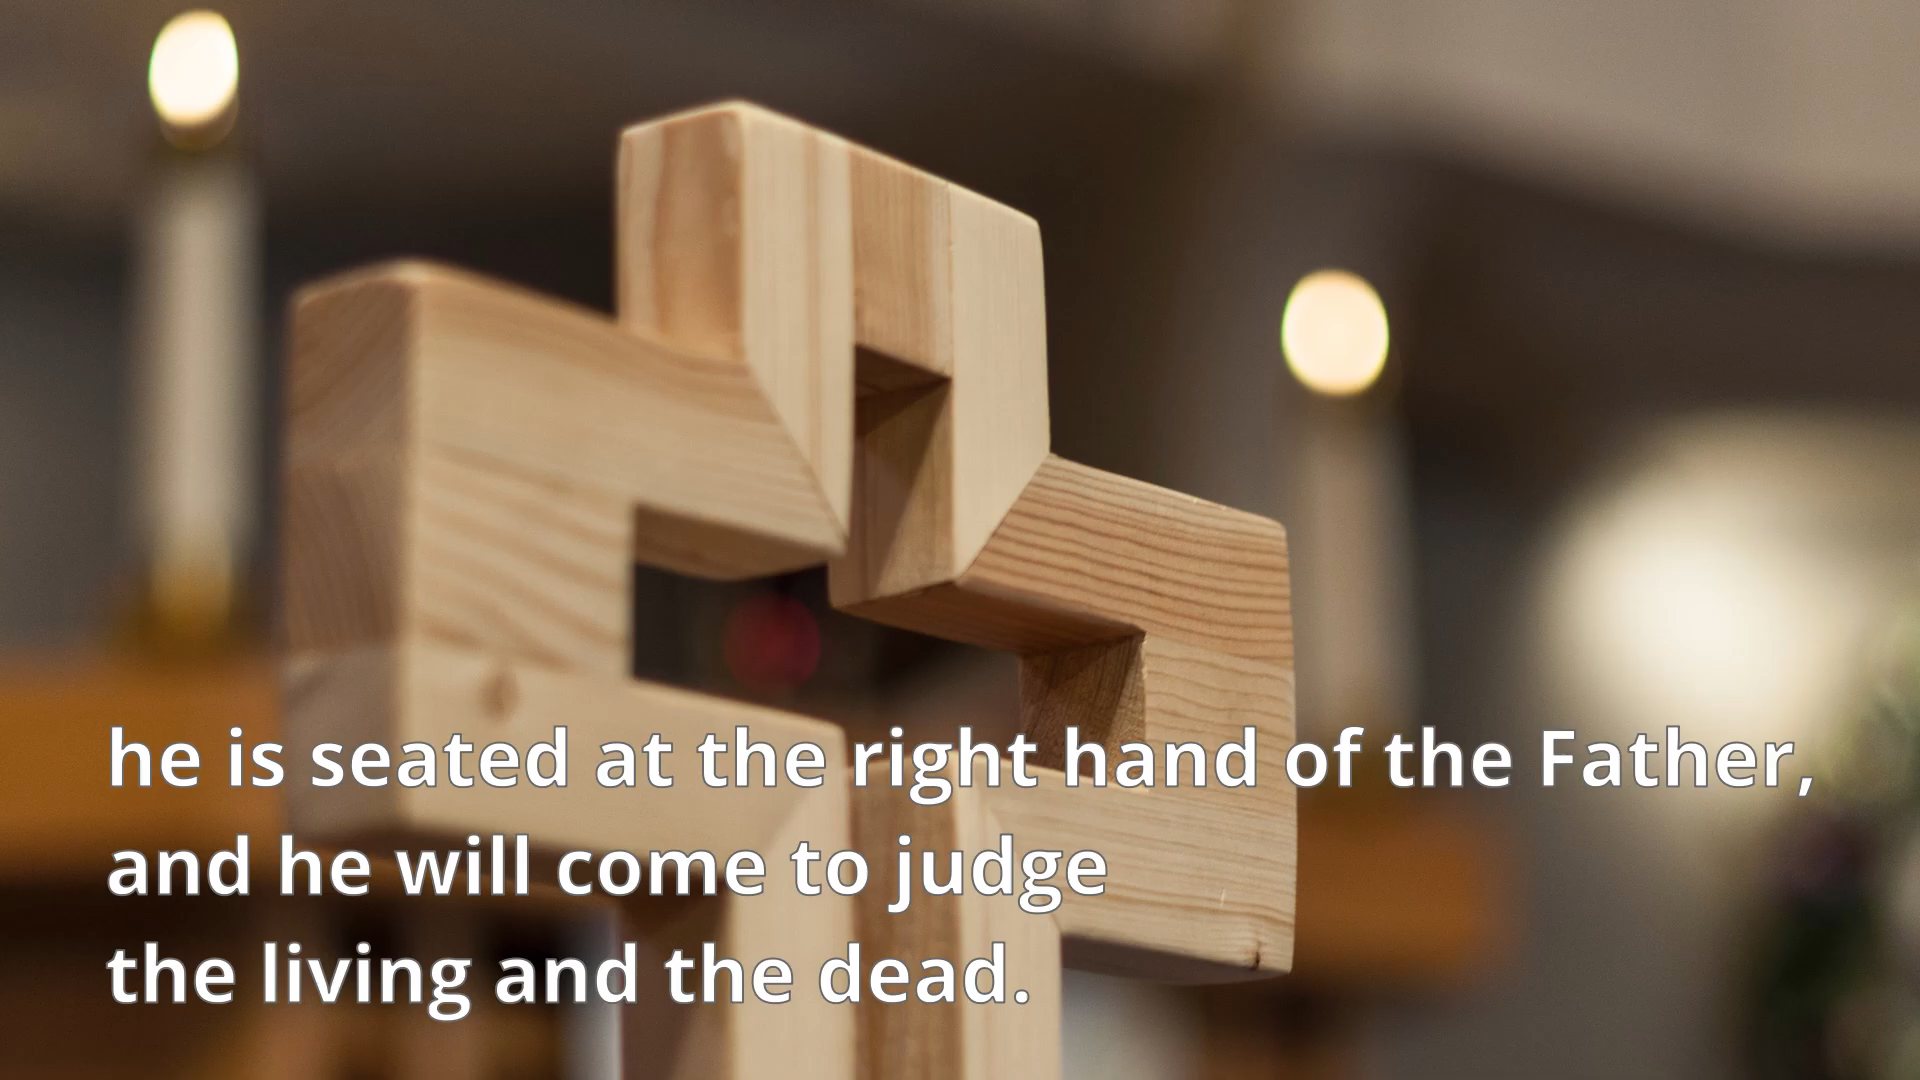 he is seated at the right hand of the Father,
and he will come to judge
the living and the dead.